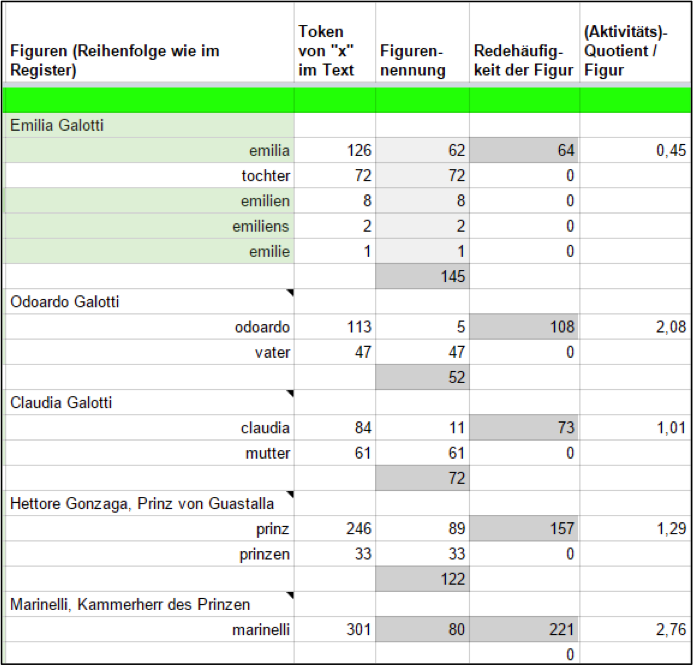 Figuren (Reihenfolge wie im Register) Token von "x" im Text Figuren-nennung Redehäufig-keit der Figur (Aktivitäts)-Quotient / Figur
Emilia Galotti
emilia 126 62 64 0,45
tochter 72 72 0
emilien 8 8 0
emiliens 2 2 0
emilie 1 1 0
145
Odoardo Galotti
odoardo 113 5 108 2,08
vater 47 47 0
52
Claudia Galotti
claudia 84 11 73 1,01
mutter 61 61 0
72
Hettore Gonzaga, Prinz von Guastalla
prinz 246 89 157 1,29
prinzen 33 33 0
122
Marinelli, Kammerherr des Prinzen
marinelli 301 80 221 2,76
0